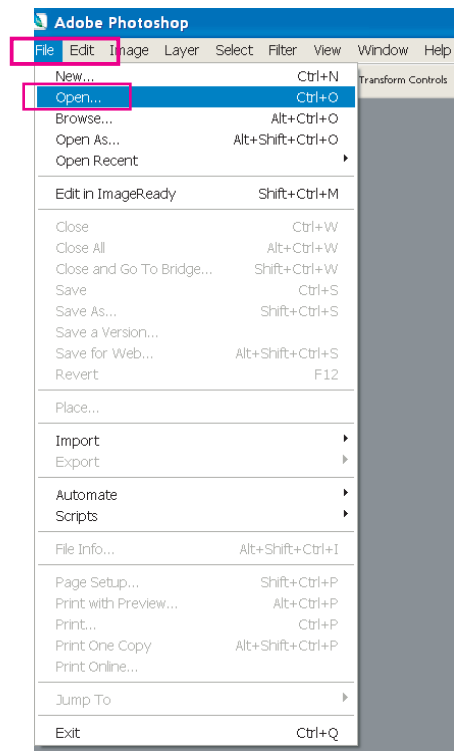 Adobe Photoshop
File Edit Image Layer Select Filter View Window Help
New... Ctrl+N
Transform Controls
Open... Ctrl+O
Browse... Alt+Ctrl+O
Open As... Alt+Shift+Ctrl+O
Open Recent
Edit in ImageReady Shift+Ctrl+M
Close Ctrl+W
Close All Alt+Ctrl+W
Close and Go To Bridge... Shift+Ctrl+W
Save Ctrl+S
Save As... Shift+Ctrl+S
Save a Version...
Save for Web... Alt+Shift+Ctrl+S
Revert F12
Place...
Import
Export
Automate
Scripts
File Info... Alt+Shift+Ctrl+I
Page Setup... Shift+Ctrl+P
Print with Preview... Alt+Ctrl+P
Print... Ctrl+P
Print One Copy Alt+Shift+Ctrl+P
Print Online...
Jump To
Exit Ctrl+Q